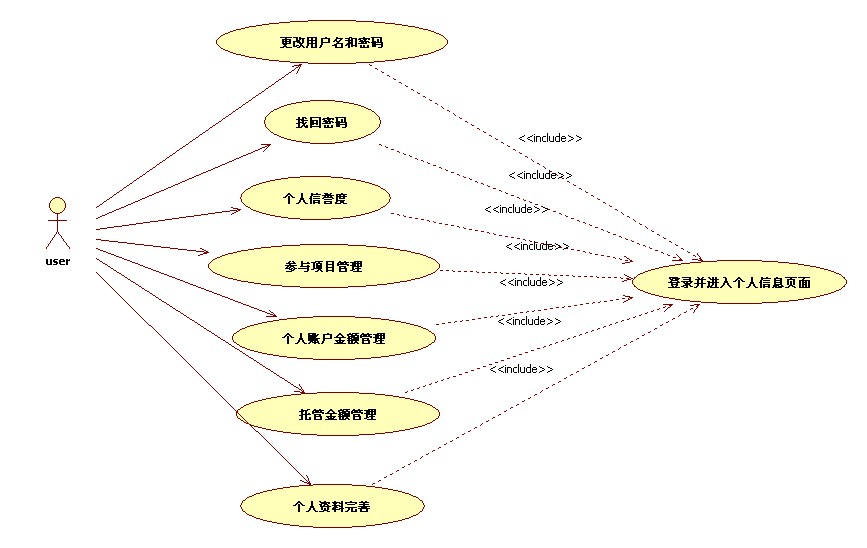 更改用户名和密码
<<include>>
找回密码
<<include>>
个人信誉度
<<include>>
user
参与项目管理
<<include>>
登录并进入个人信息页面
<<include>>
个人账户金额管理
<<include>>
<<include>>
托管金额管理
个人资料完善